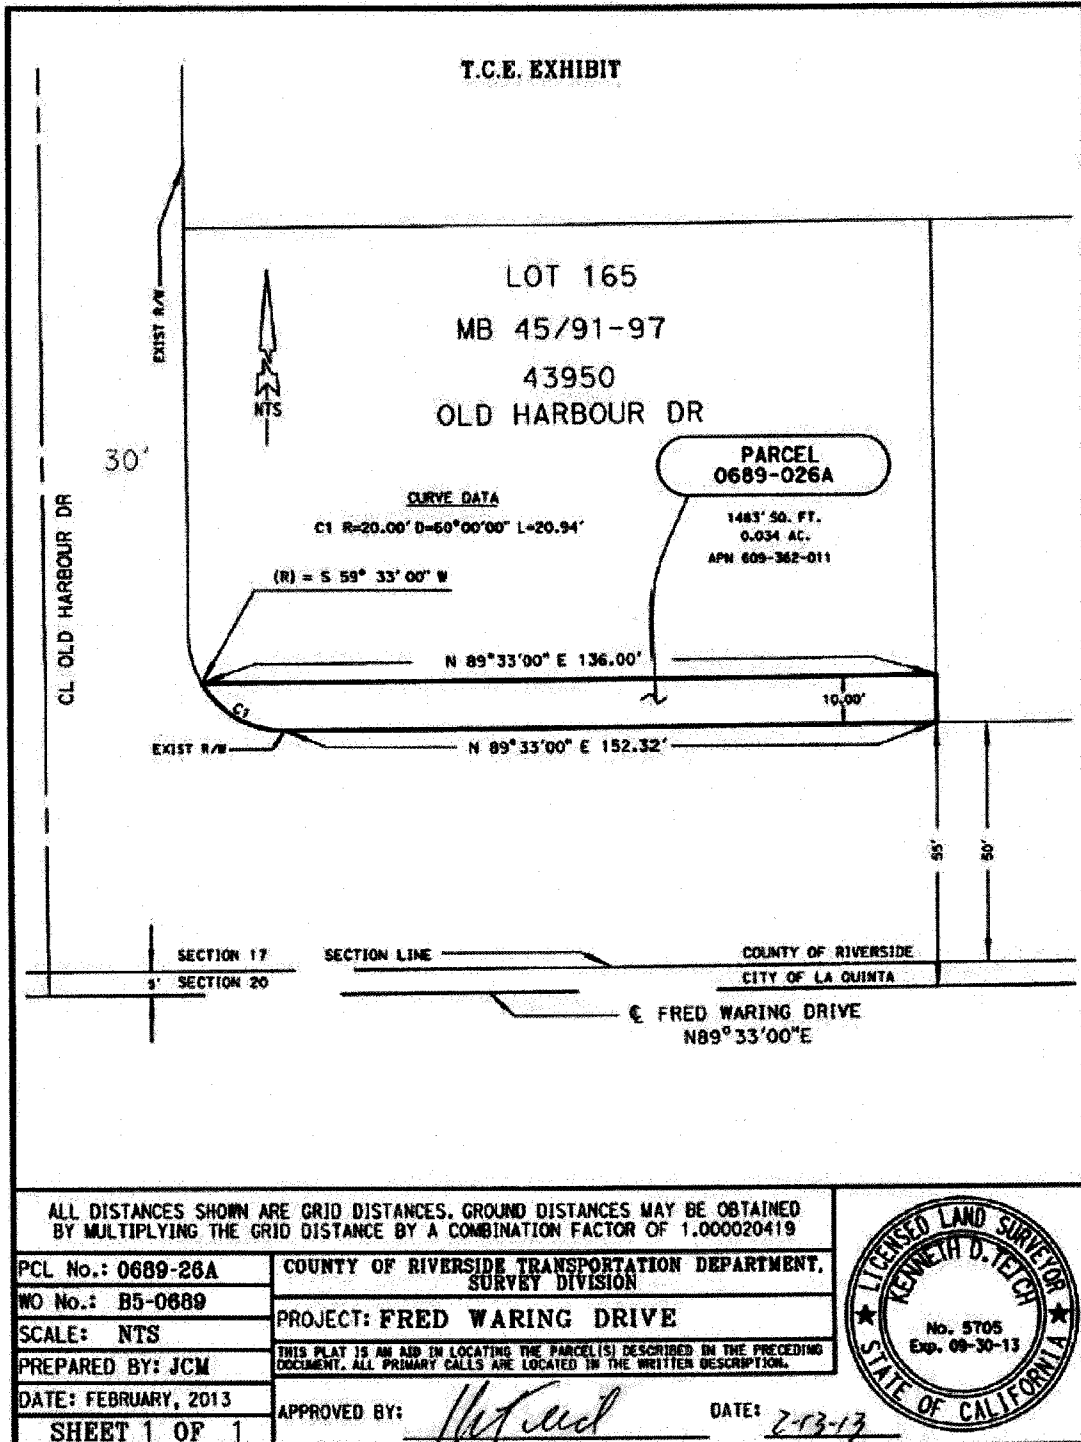 T.C.E. EXHIBIT
EXIST R/W
LOT 165
MB 45/91-97
43950
OLD HARBOUR DR
N
NTS
30'
CL OLD HARBOUR DR
PARCEL
0689-026A
1483' SQ. FT.
0.034 AC.
APN 609-362-011
CURVE DATA
C1 R=20.00' D=60°00'00" L=20.94'
(R) = S 59° 33' 00" W
N 89°33'00" E 136.00'
10.00'
C1
EXIST R/W
N 89°33'00" E 152.32'
55'
50'
SECTION 17
SECTION LINE
COUNTY OF RIVERSIDE
5'
SECTION 20
CITY OF LA QUINTA
℄ FRED WARING DRIVE
N89°33'00"E
ALL DISTANCES SHOWN ARE GRID DISTANCES. GROUND DISTANCES MAY BE OBTAINED
BY MULTIPLYING THE GRID DISTANCE BY A COMBINATION FACTOR OF 1.000020419
PCL No.: 0689-26A
WO No.: B5-0689
SCALE: NTS
PREPARED BY: JCM
DATE: FEBRUARY, 2013
SHEET 1 OF 1
COUNTY OF RIVERSIDE TRANSPORTATION DEPARTMENT,
SURVEY DIVISION
PROJECT: FRED WARING DRIVE
THIS PLAT IS AN AID IN LOCATING THE PARCEL(S) DESCRIBED IN THE PRECEDING
DOCUMENT. ALL PRIMARY CALLS ARE LOCATED IN THE WRITTEN DESCRIPTION.
APPROVED BY:
DATE: 2-13-13
LICENSED LAND SURVEYOR
KENNETH D. TEICH
No. 5705
Exp. 09-30-13
STATE OF CALIFORNIA